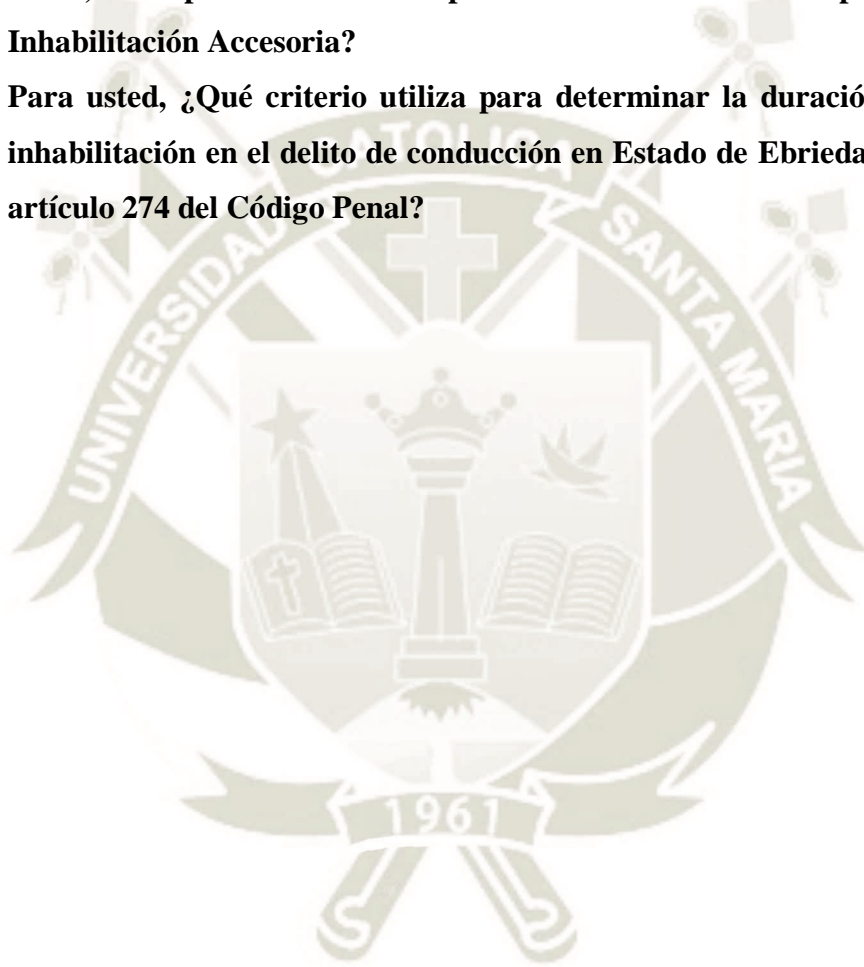 Inhabilitación Accesoria?
Para usted, ¿Qué criterio utiliza para determinar la duració
inhabilitación en el delito de conducción en Estado de Ebrieda
artículo 274 del Código Penal?
UNIVERSIDAD CATOLICA SANTA MARIA
1961